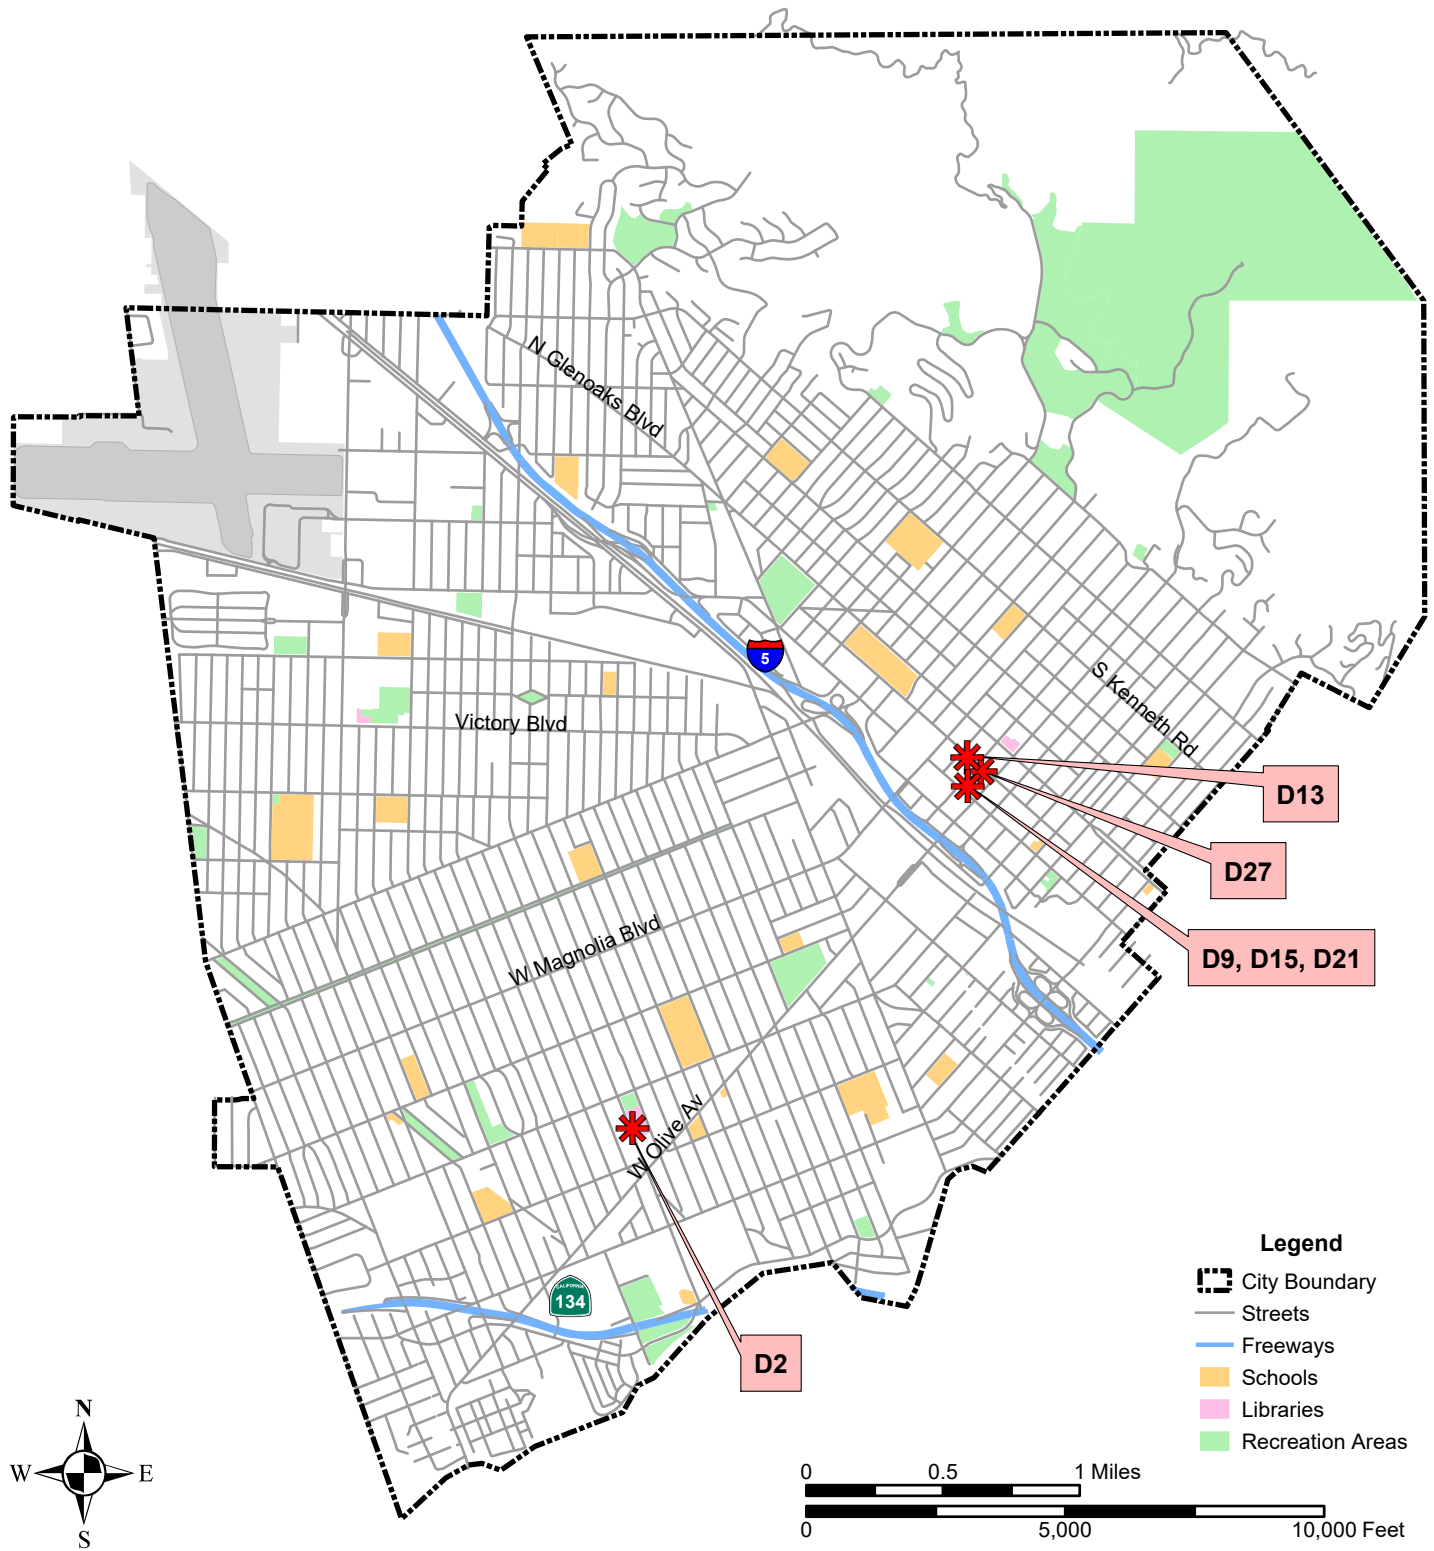 N Glenoaks Blvd
5
S Kenneth Rd
Victory Blvd
D13
D27
W Magnolia Blvd
D9, D15, D21
W Olive Av
CALIFORNIA
134
D2
Legend
City Boundary
Streets
Freeways
Schools
Libraries
Recreation Areas
N
W
E
S
0
0.5
1 Miles
0
5,000
10,000 Feet